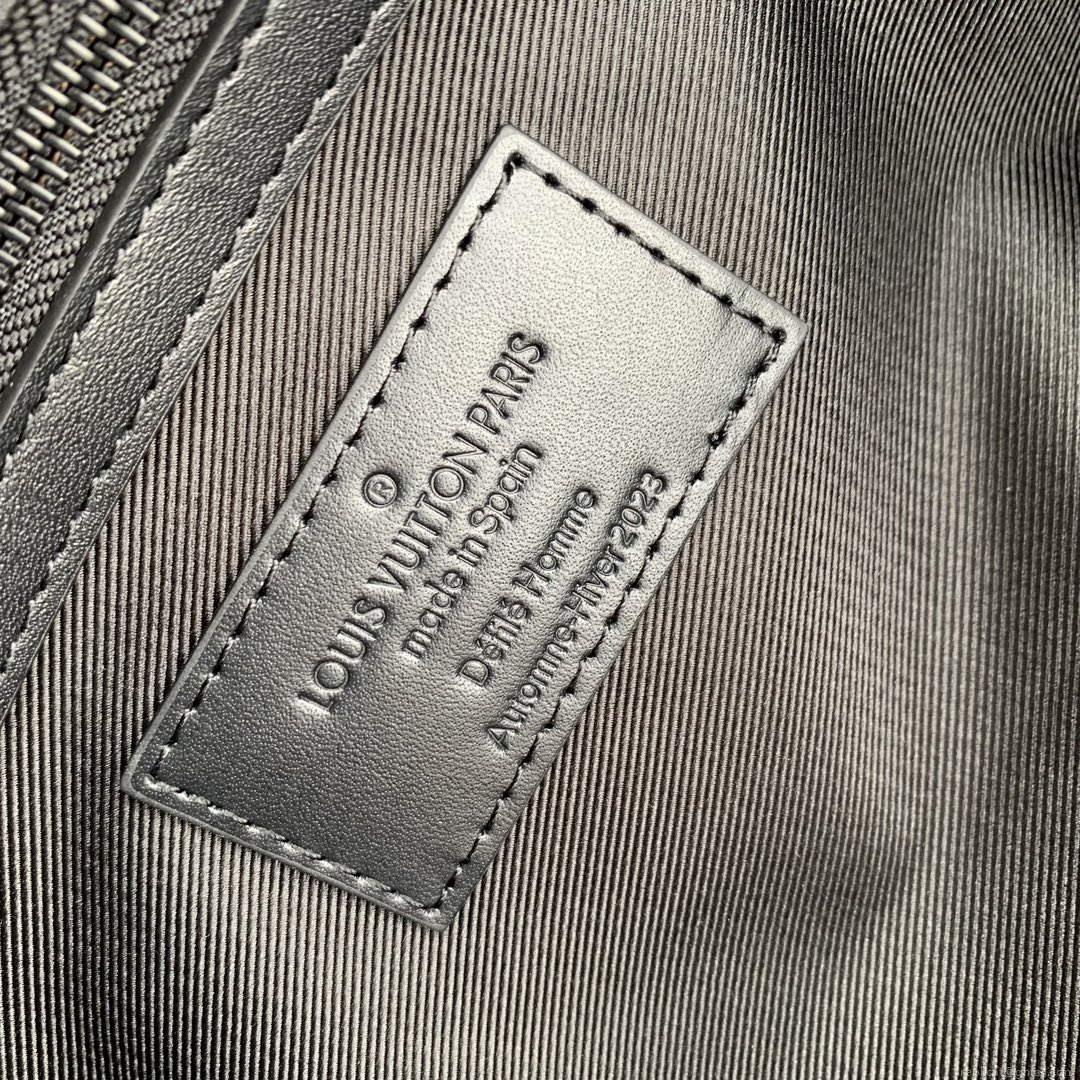 ®
LOUIS VUITTON PARIS
made in Spain
Défilé Homme
Automne-Hiver 2023